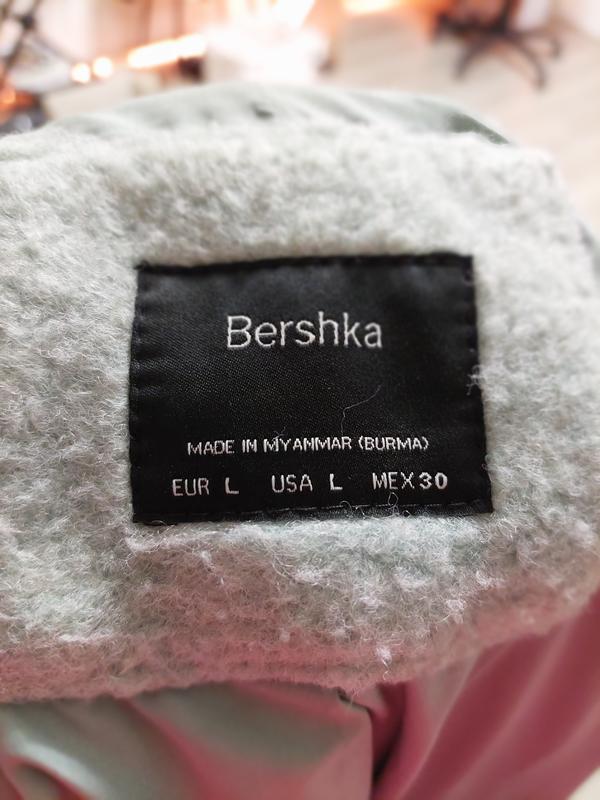 Bershka
MADE IN MYANMAR (BURMA)
EUR L USA L MEX 30